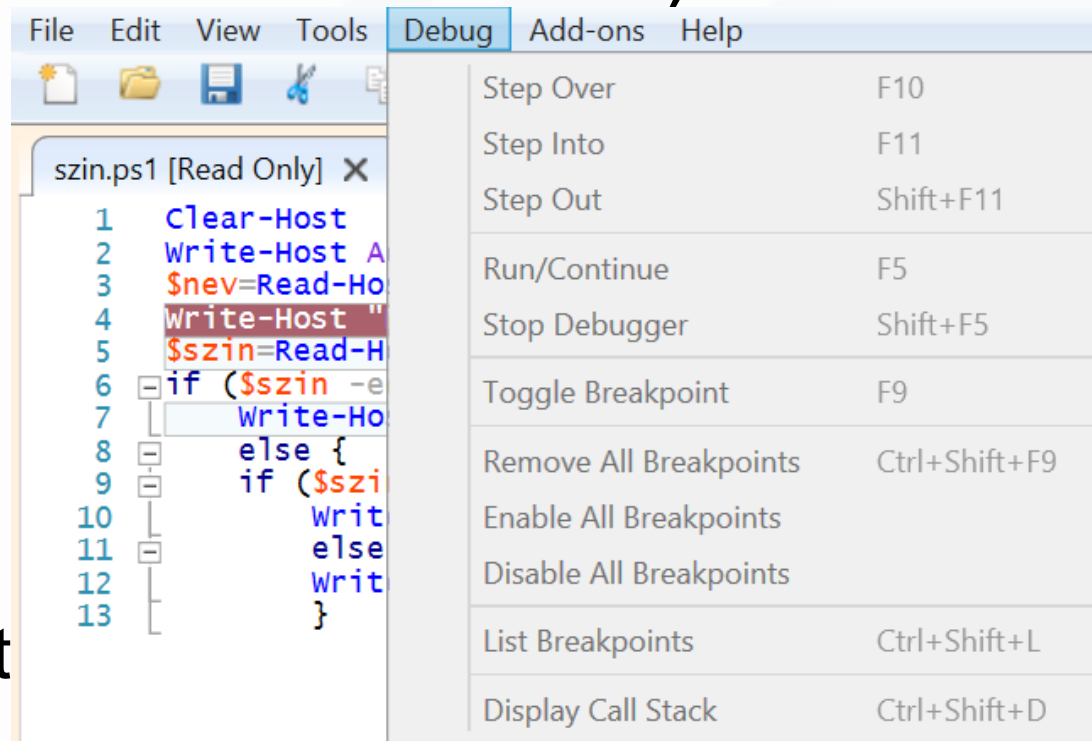 File Edit View Tools Debug Add-ons Help
szin.ps1 [Read Only]
1 Clear-Host
2 Write-Host
3 $nev=Read-Ho
4 Write-Host "
5 $szin=Read-H
6 if ($szin -e
7 Write-Ho
8 else {
9 if ($szi
10 Writ
11 else
12 Writ
13 }
Step Over F10
Step Into F11
Step Out Shift+F11
Run/Continue F5
Stop Debugger Shift+F5
Toggle Breakpoint F9
Remove All Breakpoints Ctrl+Shift+F9
Enable All Breakpoints
Disable All Breakpoints
List Breakpoints Ctrl+Shift+L
Display Call Stack Ctrl+Shift+D
t